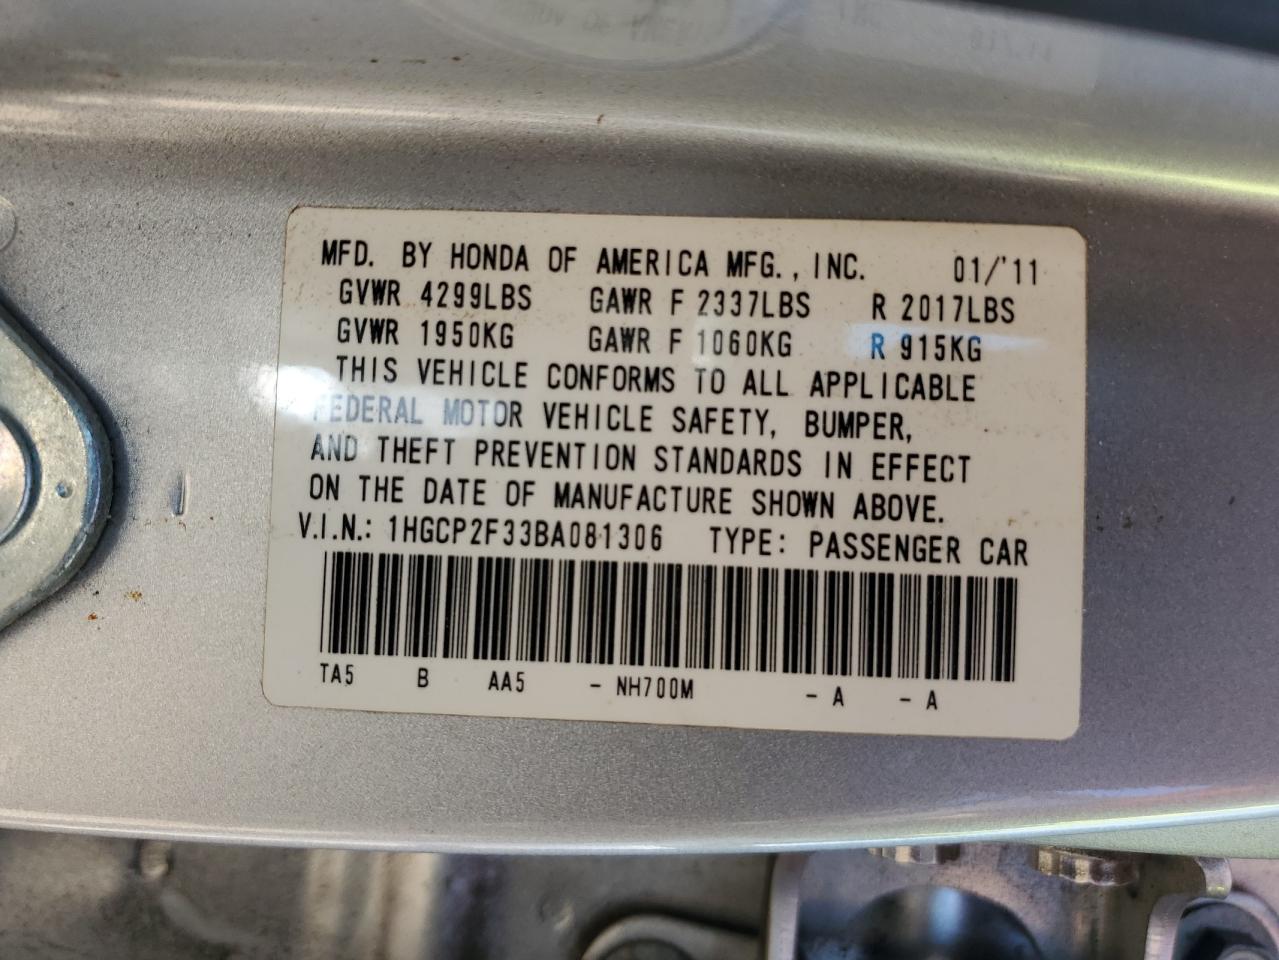 MFD. BY HONDA OF AMERICA MFG., INC. 01/'11
GVWR 4299LBS GAWR F 2337LBS R 2017LBS
GVWR 1950KG GAWR F 1060KG R 915KG
THIS VEHICLE CONFORMS TO ALL APPLICABLE
FEDERAL MOTOR VEHICLE SAFETY, BUMPER,
AND THEFT PREVENTION STANDARDS IN EFFECT
ON THE DATE OF MANUFACTURE SHOWN ABOVE.
V.I.N.: 1HGCP2F33BA081306 TYPE: PASSENGER CAR
TA5 B AA5 - NH700M - A - A